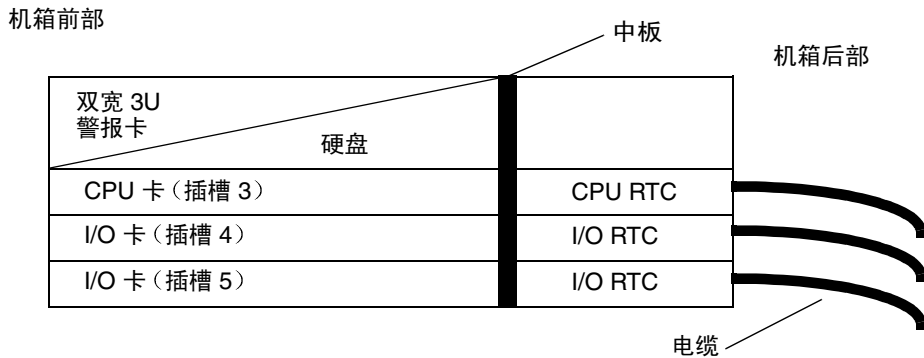 机箱前部
中板
机箱后部
双宽 3U
警报卡
硬盘
CPU 卡（插槽 3）
CPU RTC
I/O 卡（插槽 4）
I/O RTC
I/O 卡（插槽 5）
I/O RTC
电缆